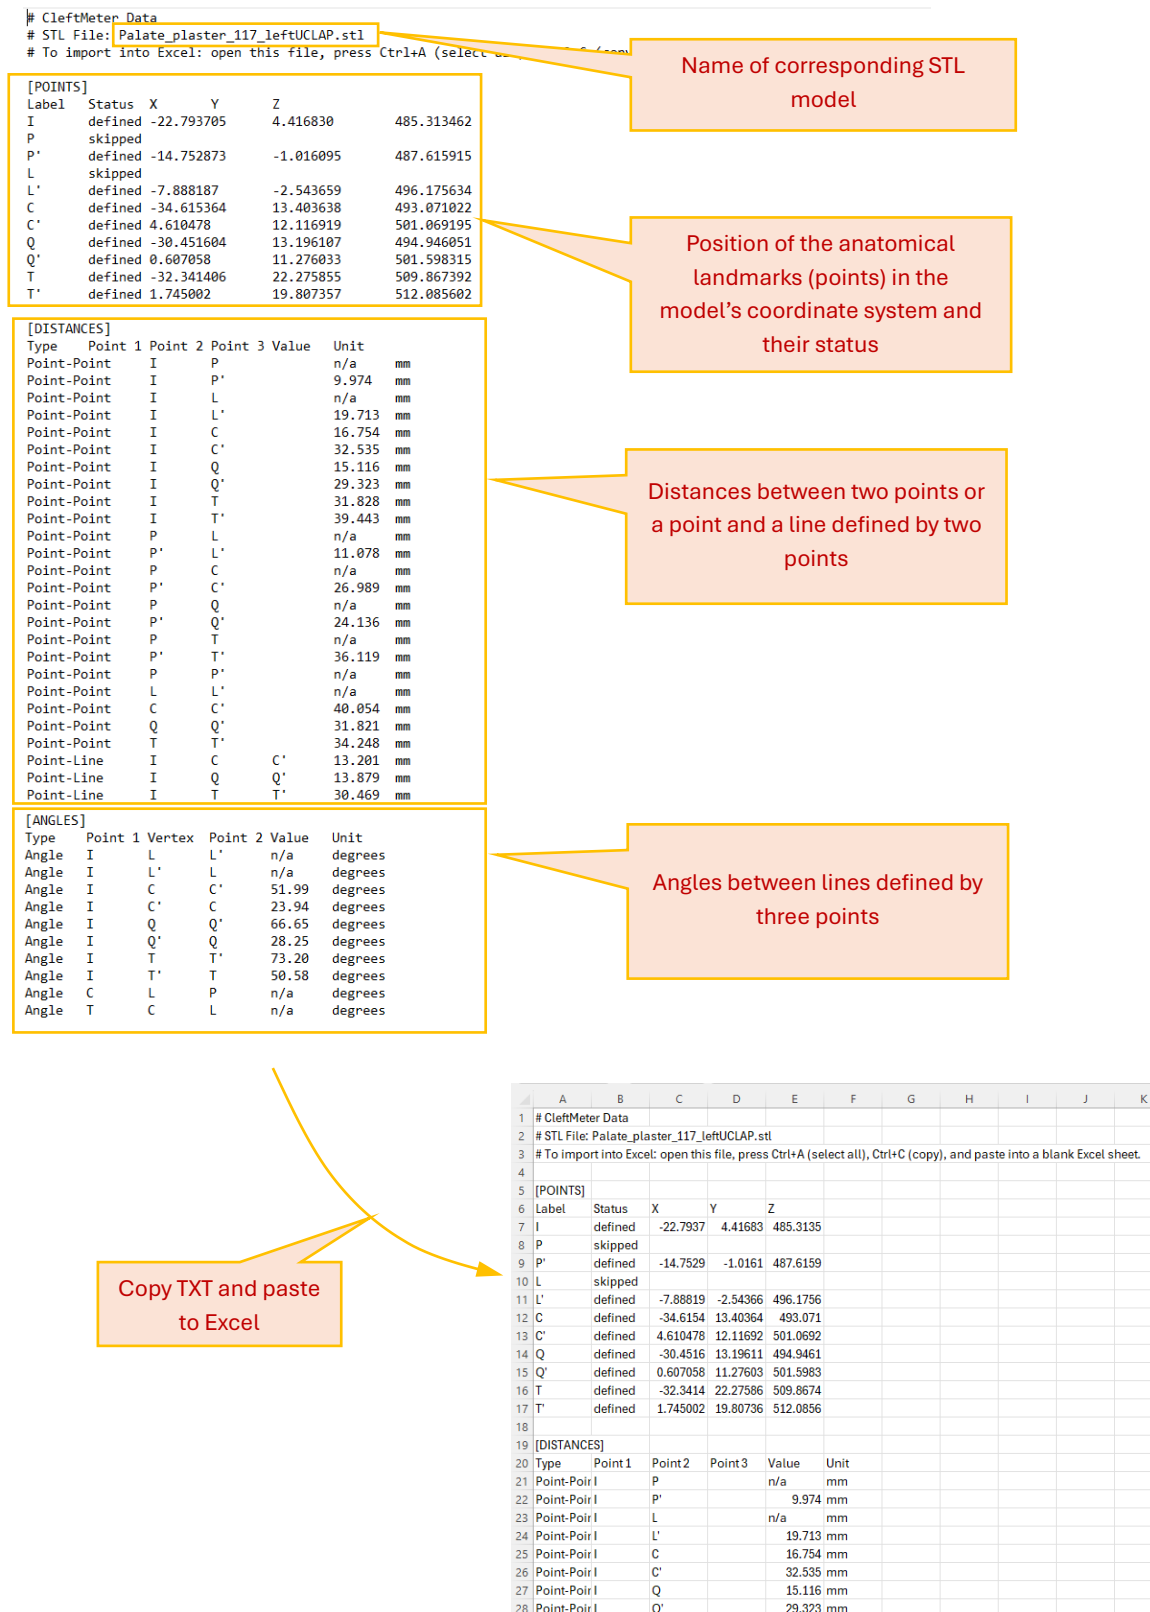 # CleftMeter Data
# STL File: Palate_plaster_117_leftUCLAP.stl
# To import into Excel: open this file, press Ctrl+A (select
Name of corresponding STL
model
[POINTS]
Label Status X Y Z
I defined -22.793705 4.416830 485.313462
P skipped
P' defined -14.752873 -1.016095 487.615915
L skipped
L' defined -7.888187 -2.543659 496.175634
C defined -34.615364 13.403638 493.071022
C' defined 4.610478 12.116919 501.069195
Q defined -30.451604 13.196107 494.946051
Q' defined 0.607058 11.276033 501.598315
T defined -32.341406 22.275855 509.867392
T' defined 1.745002 19.807357 512.085602
Position of the anatomical
landmarks (points) in the
model's coordinate system and
their status
[DISTANCES]
Type Point 1 Point 2 Point 3 Value Unit
Point-Point I P n/a mm
Point-Point I P' 9.974 mm
Point-Point I L n/a mm
Point-Point I L' 19.713 mm
Point-Point I C 16.754 mm
Point-Point I C' 32.535 mm
Point-Point I Q 15.116 mm
Point-Point I Q' 29.323 mm
Point-Point I T 31.828 mm
Point-Point I T' 39.443 mm
Point-Point P L n/a mm
Point-Point P' L' 11.078 mm
Point-Point P C n/a mm
Point-Point P' C' 26.989 mm
Point-Point P Q n/a mm
Point-Point P' Q' 24.136 mm
Point-Point P T n/a mm
Point-Point P' T' 36.119 mm
Point-Point P P' n/a mm
Point-Point L L' n/a mm
Point-Point C C' 40.054 mm
Point-Point Q Q' 31.821 mm
Point-Point T T' 34.248 mm
Point-Line I C C' 13.201 mm
Point-Line I Q Q' 13.879 mm
Point-Line I T T' 30.469 mm
Distances between two points or
a point and a line defined by two
points
[ANGLES]
Type Point 1 Vertex Point 2 Value Unit
Angle I L L' n/a degrees
Angle I L' L n/a degrees
Angle I C C' 51.99 degrees
Angle I C' C 23.94 degrees
Angle I Q Q' 66.65 degrees
Angle I Q' Q 28.25 degrees
Angle I T T' 73.20 degrees
Angle I T' T 50.58 degrees
Angle C L P n/a degrees
Angle T C L n/a degrees
Angles between lines defined by
three points
Copy TXT and paste
to Excel
A B C D E F G H I J K
1 # CleftMeter Data
2 # STL File: Palate_plaster_117_leftUCLAP.stl
3 # To import into Excel: open this file, press Ctrl+A (select all), Ctrl+C (copy), and paste into a blank Excel sheet.
4
5 [POINTS]
6 Label Status X Y Z
7 I defined -22.7937 4.41683 485.3135
8 P skipped
9 P' defined -14.7529 -1.0161 487.6159
10 L skipped
11 L' defined -7.88819 -2.54366 496.1756
12 C defined -34.6154 13.40364 493.071
13 C' defined 4.610478 12.11692 501.0692
14 Q defined -30.4516 13.19611 494.9461
15 Q' defined 0.607058 11.27603 501.5983
16 T defined -32.3414 22.27586 509.8674
17 T' defined 1.745002 19.80736 512.0856
18
19 [DISTANCES]
20 Type Point 1 Point 2 Point 3 Value Unit
21 Point-Poir I P n/a mm
22 Point-Poir I P' 9.974 mm
23 Point-Poir I L n/a mm
24 Point-Poir I L' 19.713 mm
25 Point-Poir I C 16.754 mm
26 Point-Poir I C' 32.535 mm
27 Point-Poir I Q 15.116 mm
28 Point-Poir I Q' 29.323 mm